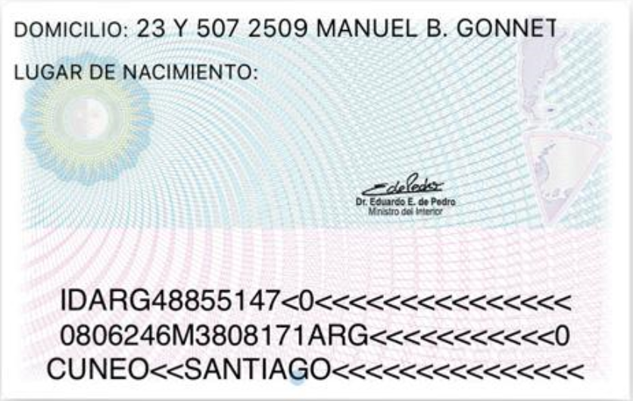 DOMICILIO: 23 Y 507 2509 MANUEL B. GONNET
LUGAR DE NACIMIENTO:
EdePedro
Dr. Eduardo E. de Pedro
Ministro del Interior
IDARG48855147<0<<<<<<<<<<<<<<<
0806246M3808171ARG<<<<<<<<<<<0
CUNEO<<SANTIAGO<<<<<<<<<<<<<<<